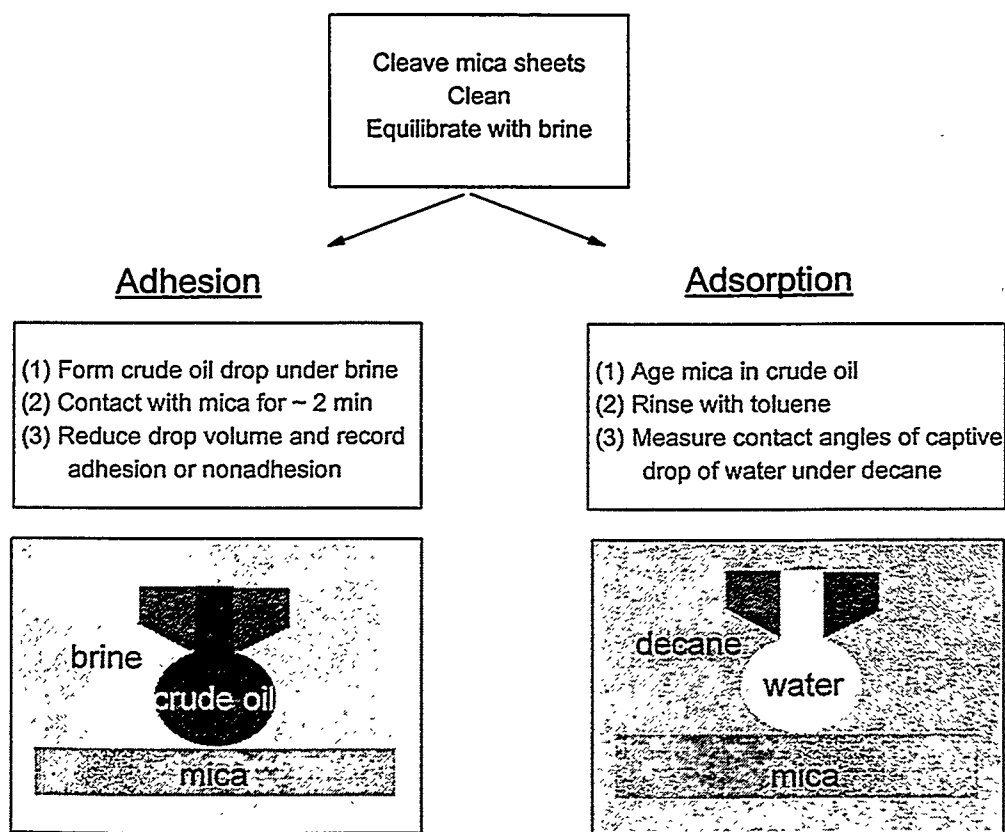 Cleave mica sheets
Clean
Equilibrate with brine
Adhesion
(1) Form crude oil drop under brine
(2) Contact with mica for ~ 2 min
(3) Reduce drop volume and record
adhesion or nonadhesion
brine
crude oil
mica
Adsorption
(1) Age mica in crude oil
(2) Rinse with toluene
(3) Measure contact angles of captive
drop of water under decane
decane
water
mica